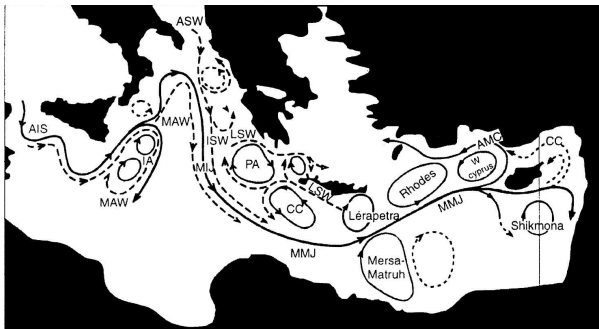 ASW
AIS
MAW
IA
MAW
ISW
LSW
MIJ
PA
LSW
CC
MMJ
Lérapetra
Mersa-
Matruh
Rhodes
MMJ
AMC
W
cyprus
CC
Shikmona